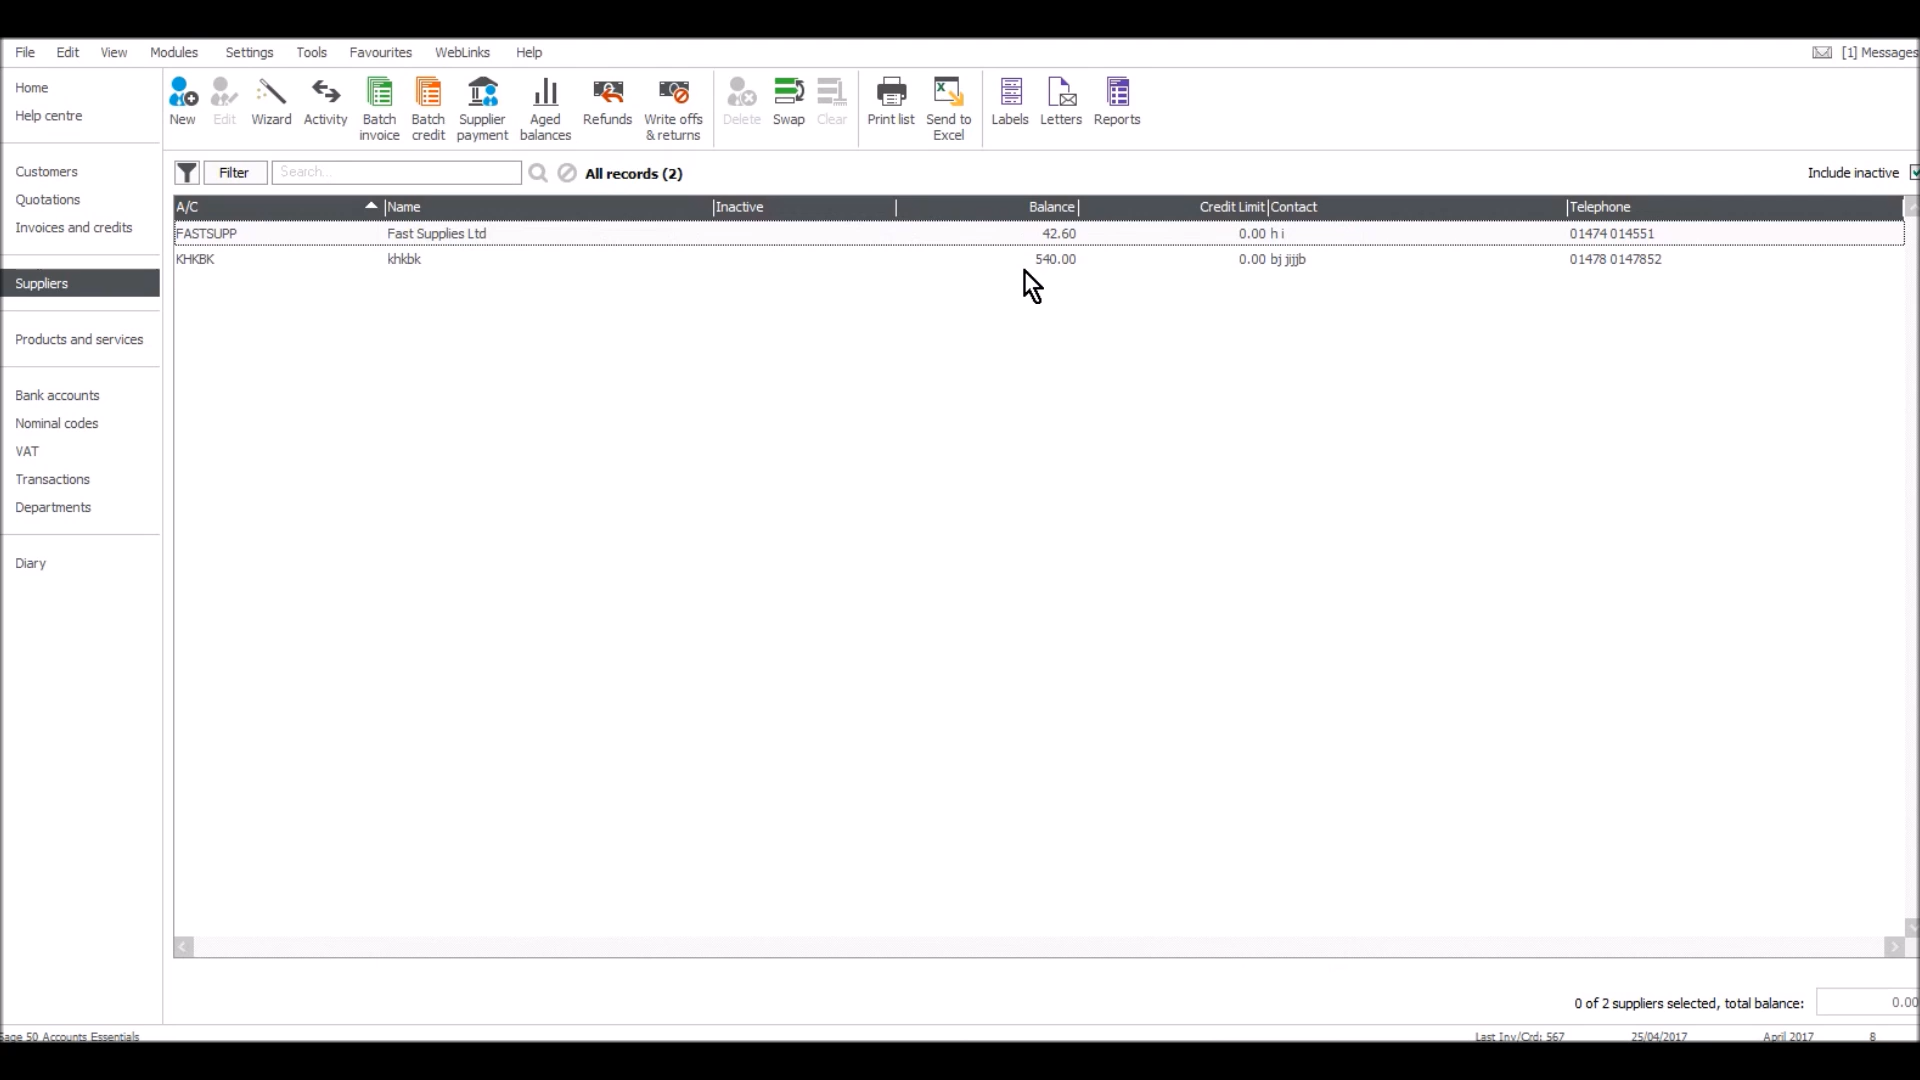 File Edit View Modules Settings Tools Favourites WebLinks Help [1] Messages
Home
Help centre
Customers
Quotations
Invoices and credits
Suppliers
Products and services
Bank accounts
Nominal codes
VAT
Transactions
Departments
Diary
New Edit Wizard Activity Batch invoice Batch credit Supplier payment Aged balances Refunds Write offs & returns Delete Swap Clear Print list Send to Excel Labels Letters Reports
Filter Search... All records (2) Include inactive
A/C Name Inactive Balance Credit Limit Contact Telephone
FASTSUPP Fast Supplies Ltd 42.60 0.00 h i 01474 014551
KHKBK khkbk 540.00 0.00 bj jijjb 01478 0147852
0 of 2 suppliers selected, total balance: 0.00
Sage 50 Accounts Essentials Last Inv/Crd: 567 25/04/2017 April 2017 8